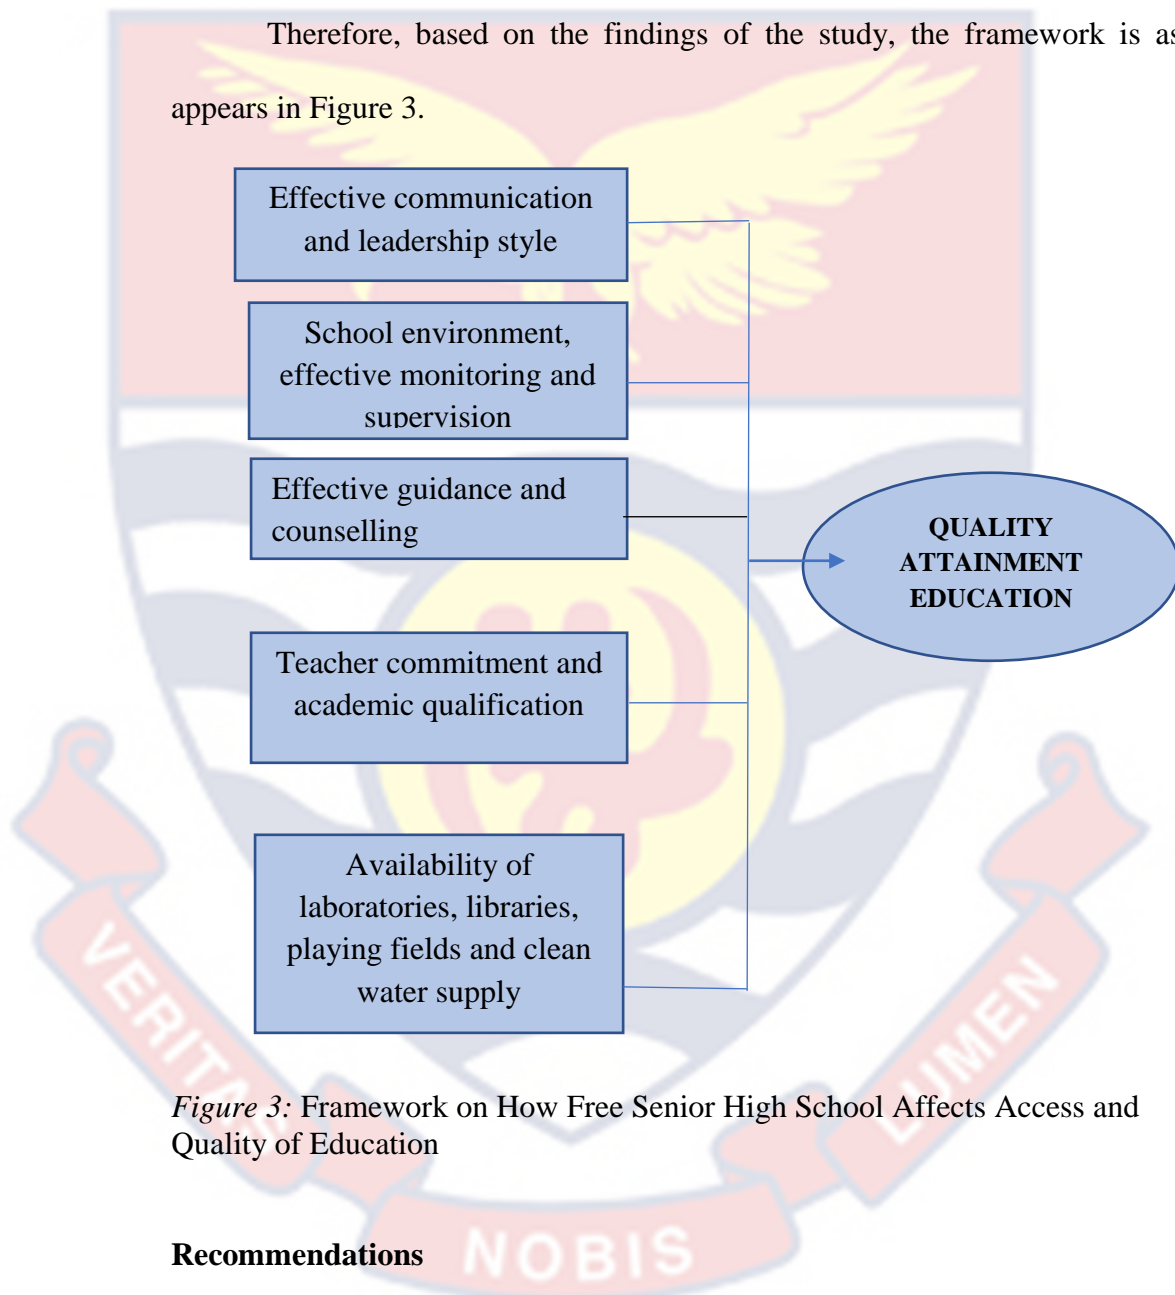 Therefore, based on the findings of the study, the framework is as
appears in Figure 3.
Effective communication
and leadership style
School environment,
effective monitoring and
supervision
Effective guidance and
counselling
Teacher commitment and
academic qualification
Availability of
laboratories, libraries,
playing fields and clean
water supply
QUALITY
ATTAINMENT
EDUCATION
Figure 3: Framework on How Free Senior High School Affects Access and
Quality of Education
Recommendations
VERITAS
NOBIS
LUMEN